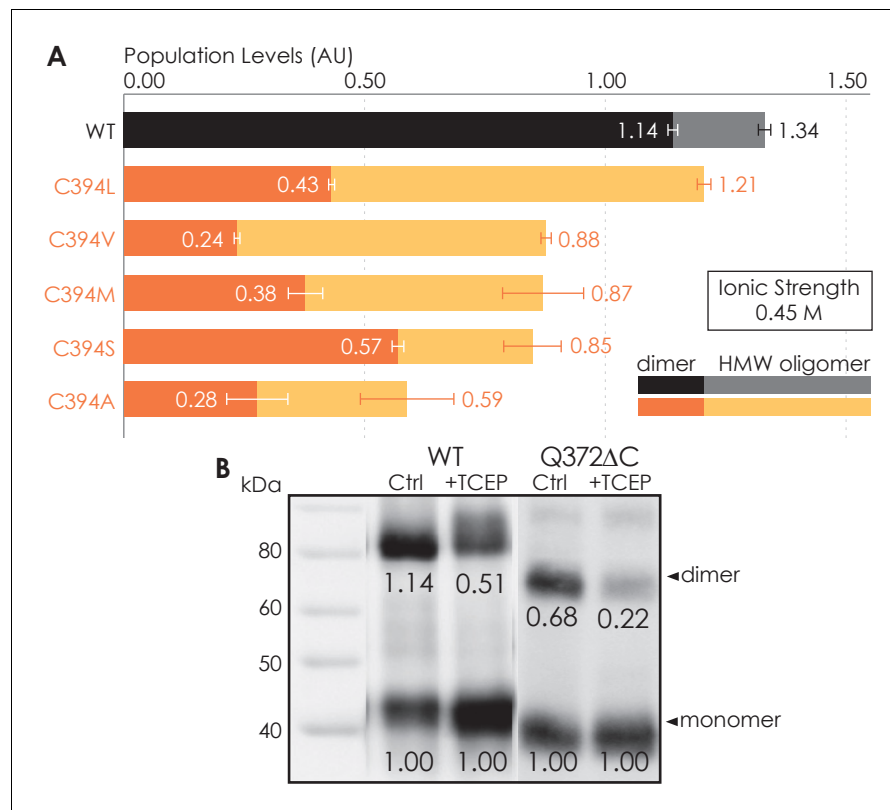 A
Population Levels (AU)
0.00 0.50 1.00 1.50
WT 1.14 1.34
C394L 0.43 1.21
C394V 0.24 0.88
C394M 0.38 0.87
Ionic Strength
0.45 M
C394S 0.57 0.85
dimer HMW oligomer
C394A 0.28 0.59
B
WT Q372ΔC
kDa Ctrl +TCEP Ctrl +TCEP
80
1.14 0.51
◄dimer
60
0.68 0.22
50
◄monomer
40
1.00 1.00 1.00 1.00